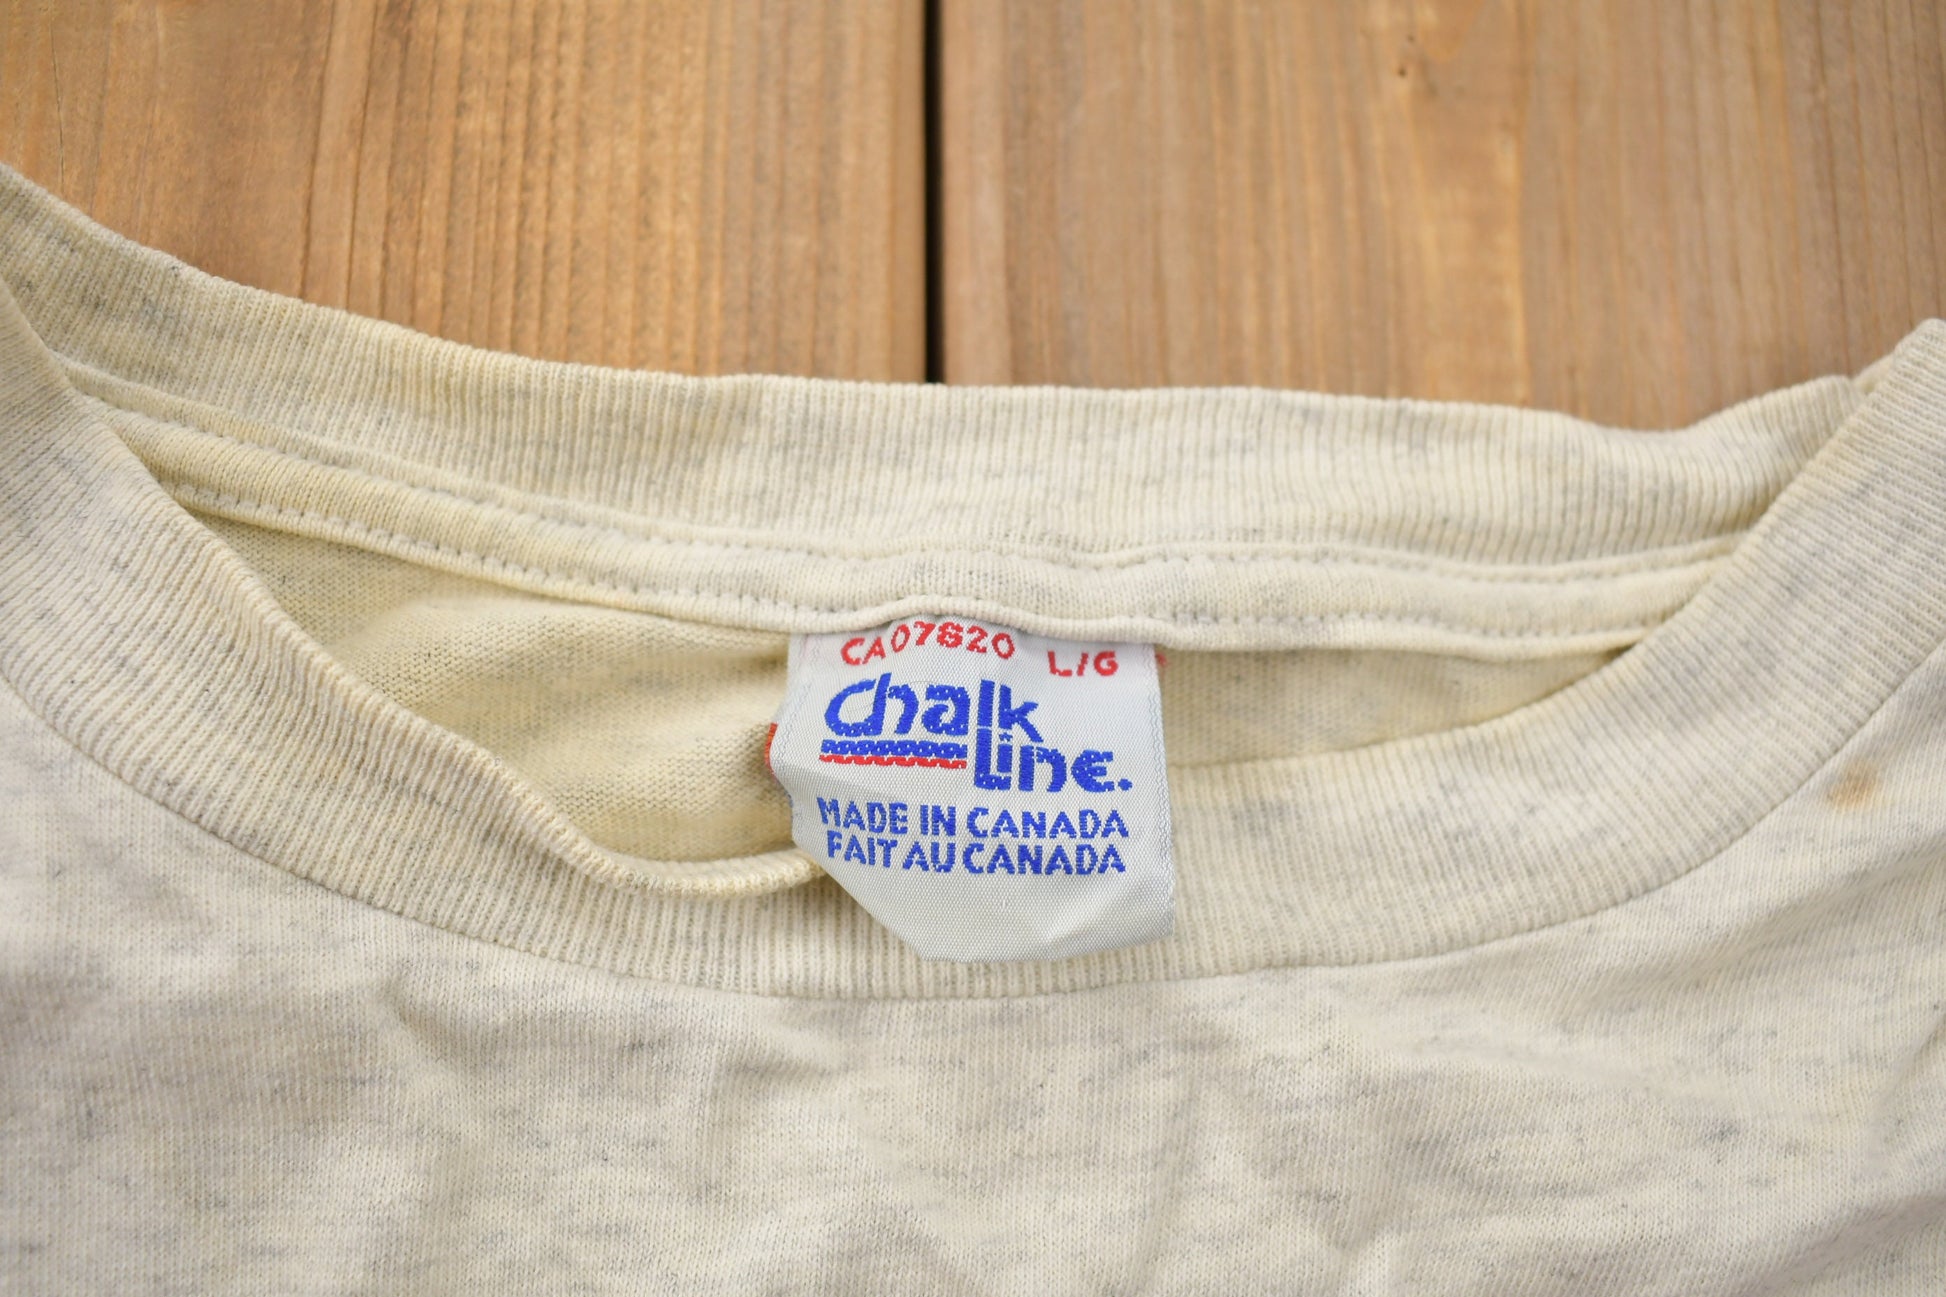 CA07820 L/G
Chalk
Line.
MADE IN CANADA
FAIT AU CANADA